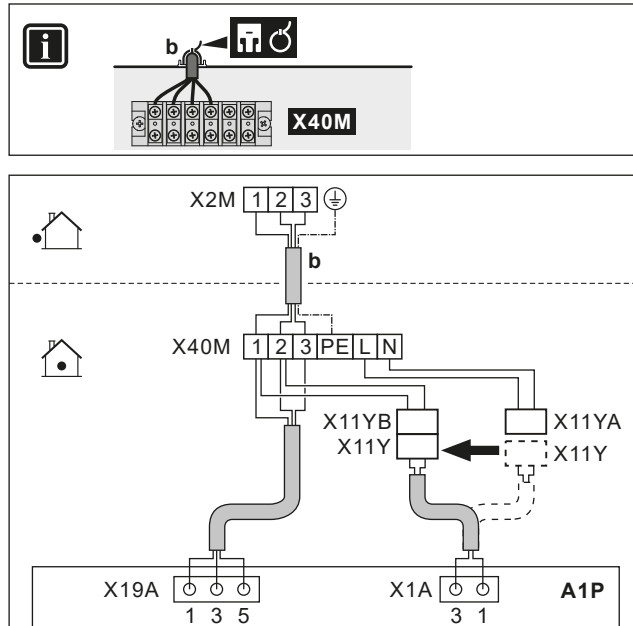 i
b
X40M
X2M 1 2 3
b
X40M 1 2 3 PE L N
X11YB X11YA
X11Y X11Y
X19A X1A A1P
1 3 5 3 1